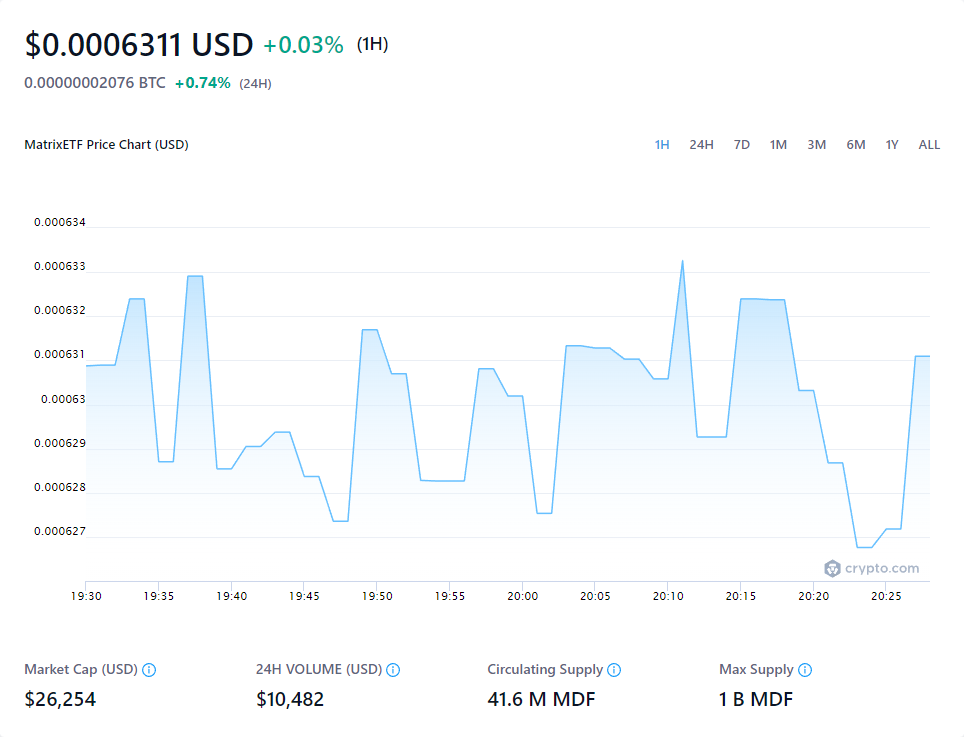 $0.0006311 USD +0.03% (1H)
0.00000002076 BTC +0.74% (24H)
MatrixETF Price Chart (USD) 1H 24H 7D 1M 3M 6M 1Y ALL
0.000634
0.000633
0.000632
0.000631
0.00063
0.000629
0.000628
0.000627
crypto.com
19:30 19:35 19:40 19:45 19:50 19:55 20:00 20:05 20:10 20:15 20:20 20:25
Market Cap (USD) 24H VOLUME (USD) Circulating Supply Max Supply
$26,254 $10,482 41.6 M MDF 1 B MDF